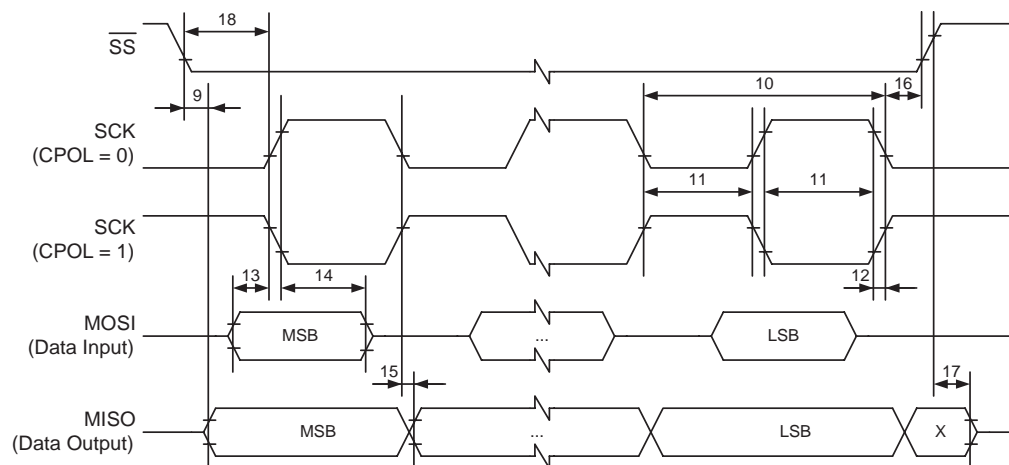 18
SS
9
10
16
SCK
(CPOL = 0)
11
11
SCK
(CPOL = 1)
13
14
12
MOSI
(Data Input)
MSB
...
LSB
15
17
MISO
(Data Output)
MSB
...
LSB
X